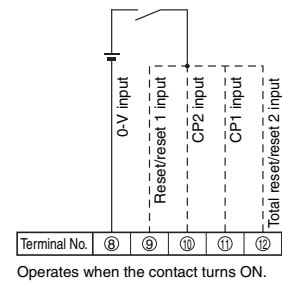 0-V input
Reset/reset 1 input
CP2 input
CP1 input
Total reset/reset 2 input
Terminal No. ⑧ ⑨ ⑩ ⑪ ⑫
Operates when the contact turns ON.